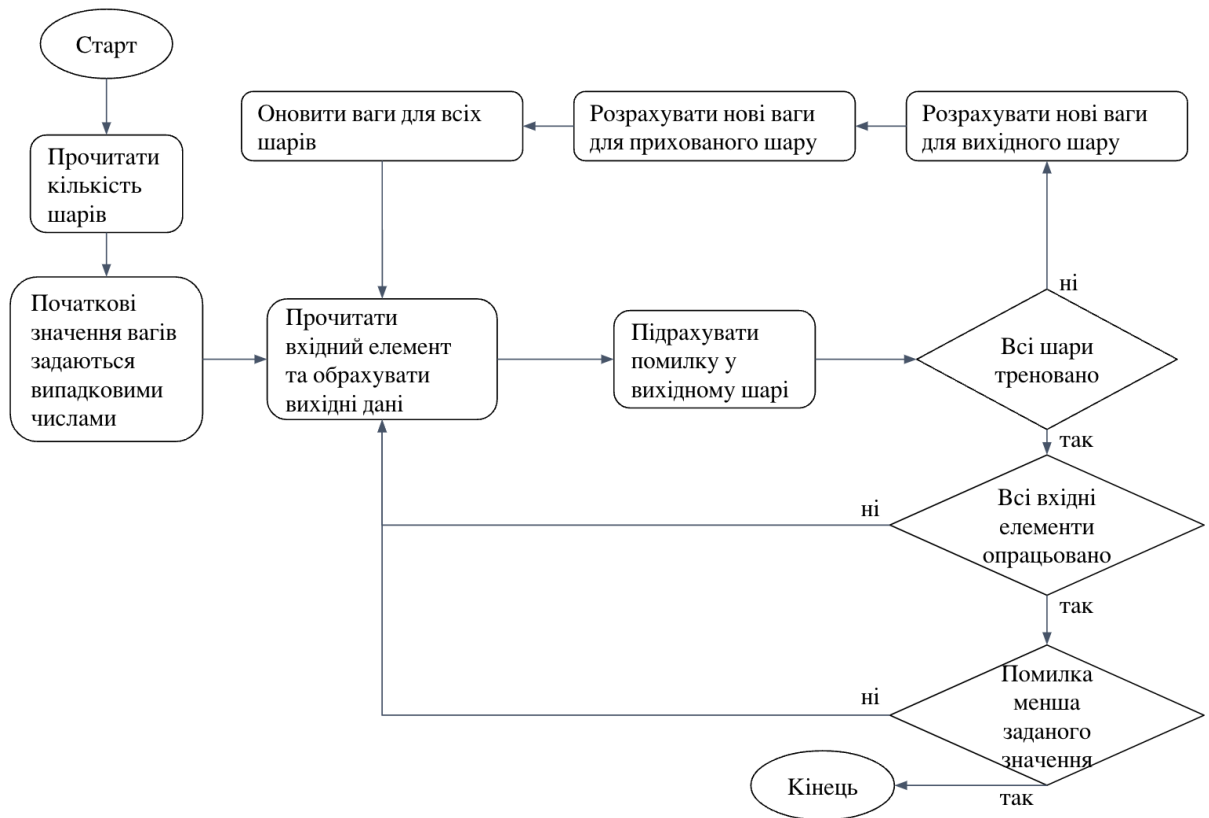 Старт
Прочитати
кількість
шарів
Початкові
значення вагів
задаються
випадковими
числами
Оновити ваги для всіх
шарів
Розрахувати нові ваги
для прихованого шару
Розрахувати нові ваги
для вихідного шару
Прочитати
вхідний елемент
та обрахувати
вихідні дані
Підрахувати
помилку у
вихідному шарі
ні
Всі шари
треновано
так
ні
Всі вхідні
елементи
опрацьовано
так
ні
Помилка
менша
заданого
значення
так
Кінець